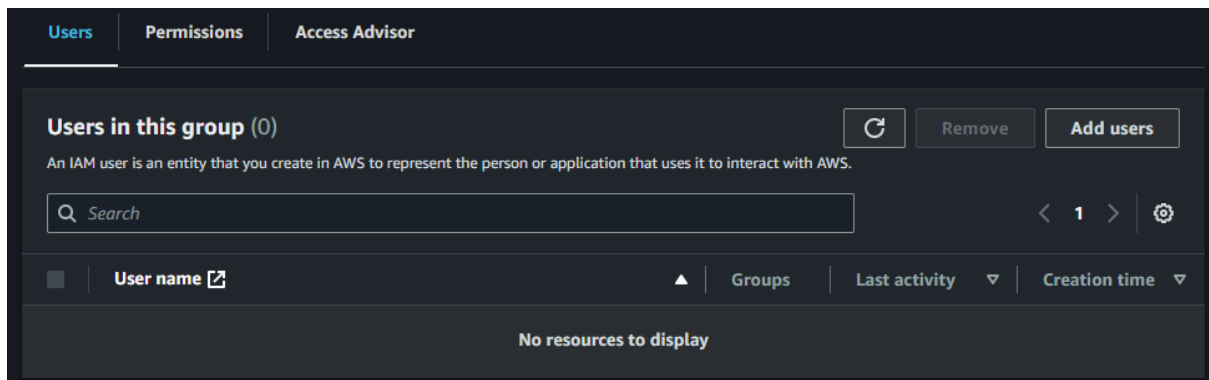 Users Permissions Access Advisor
Users in this group (0) Remove Add users
An IAM user is an entity that you create in AWS to represent the person or application that uses it to interact with AWS.
Search 1
User name Groups Last activity Creation time
No resources to display